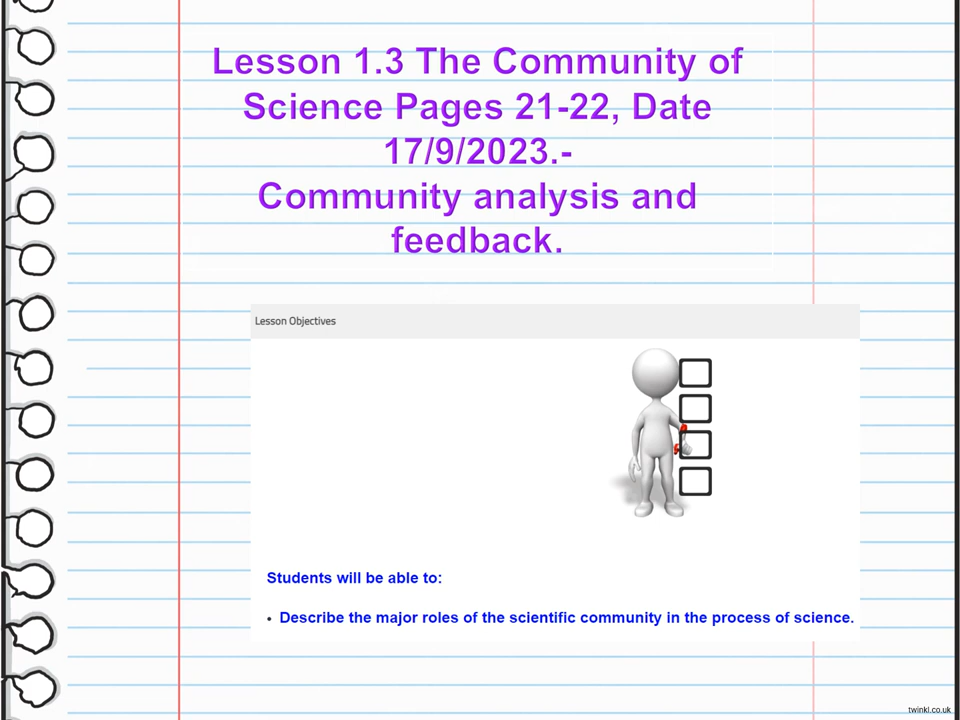 Lesson 1.3 The Community of
Science Pages 21-22, Date
17/9/2023.-
Community analysis and
feedback.
Lesson Objectives
Students will be able to:
• Describe the major roles of the scientific community in the process of science.
twinkl.co.uk